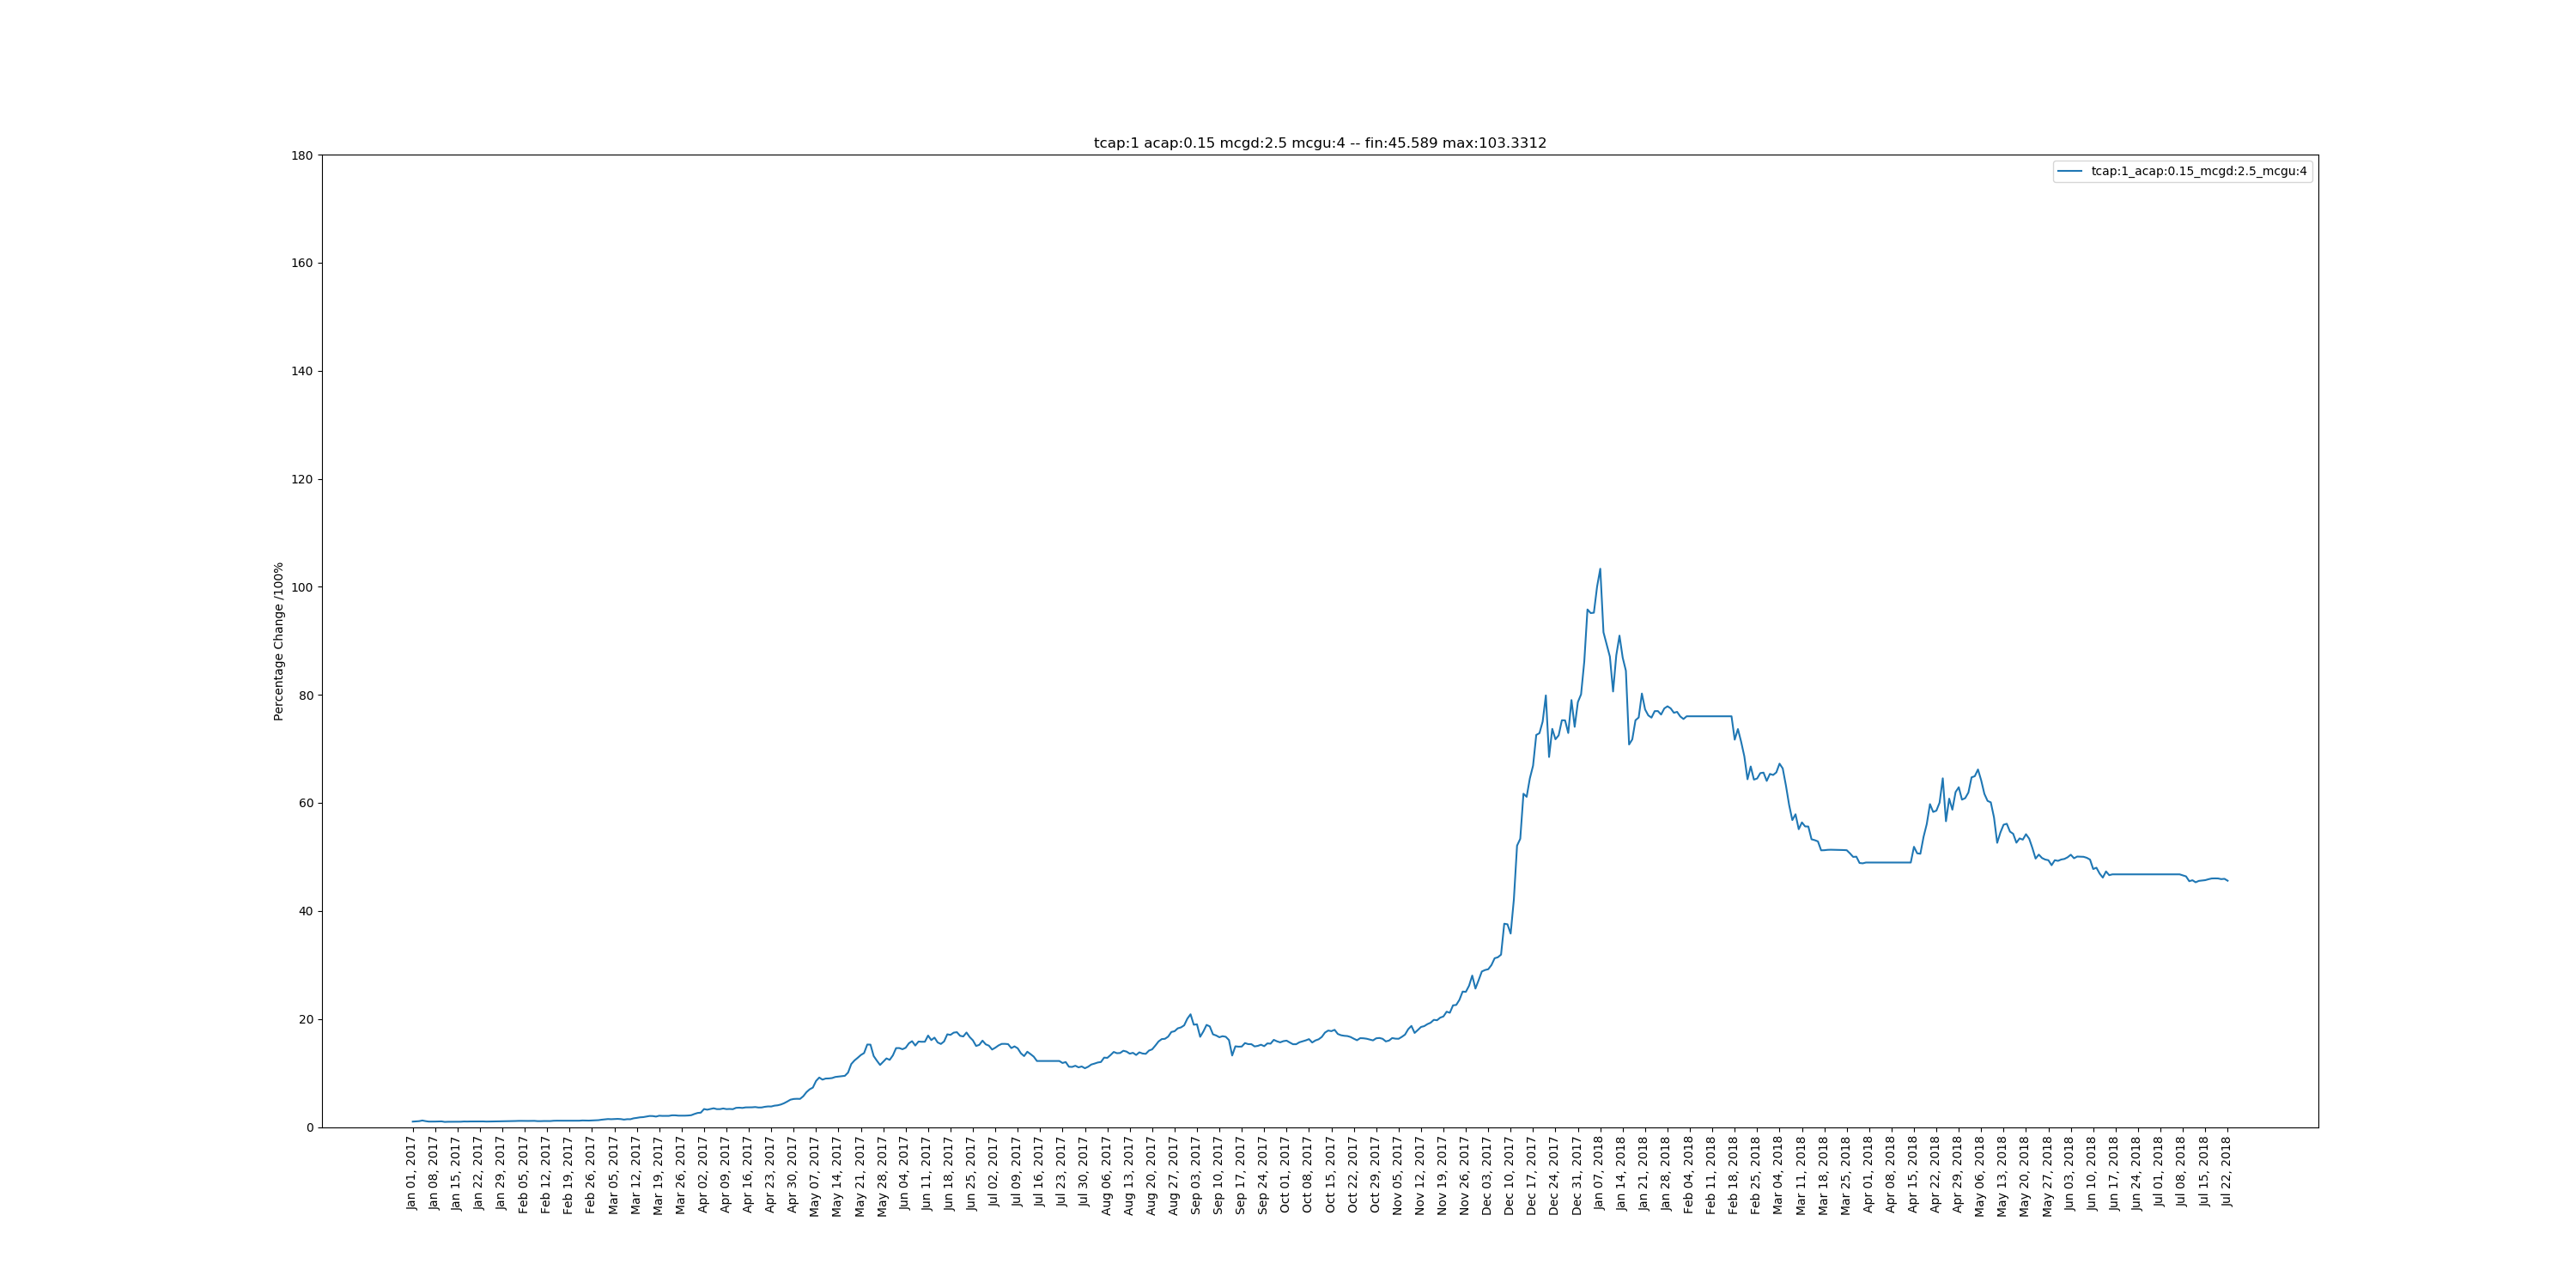 tcap:1 acap:0.15 mcgd:2.5 mcgu:4 -- fin:45.589 max:103.3312
tcap:1_acap:0.15_mcgd:2.5_mcgu:4
Percentage Change /100%
180
160
140
120
100
80
60
40
20
0
Jan 01, 2017
Jan 08, 2017
Jan 15, 2017
Jan 22, 2017
Jan 29, 2017
Feb 05, 2017
Feb 12, 2017
Feb 19, 2017
Feb 26, 2017
Mar 05, 2017
Mar 12, 2017
Mar 19, 2017
Mar 26, 2017
Apr 02, 2017
Apr 09, 2017
Apr 16, 2017
Apr 23, 2017
Apr 30, 2017
May 07, 2017
May 14, 2017
May 21, 2017
May 28, 2017
Jun 04, 2017
Jun 11, 2017
Jun 18, 2017
Jun 25, 2017
Jul 02, 2017
Jul 09, 2017
Jul 16, 2017
Jul 23, 2017
Jul 30, 2017
Aug 06, 2017
Aug 13, 2017
Aug 20, 2017
Aug 27, 2017
Sep 03, 2017
Sep 10, 2017
Sep 17, 2017
Sep 24, 2017
Oct 01, 2017
Oct 08, 2017
Oct 15, 2017
Oct 22, 2017
Oct 29, 2017
Nov 05, 2017
Nov 12, 2017
Nov 19, 2017
Nov 26, 2017
Dec 03, 2017
Dec 10, 2017
Dec 17, 2017
Dec 24, 2017
Dec 31, 2017
Jan 07, 2018
Jan 14, 2018
Jan 21, 2018
Jan 28, 2018
Feb 04, 2018
Feb 11, 2018
Feb 18, 2018
Feb 25, 2018
Mar 04, 2018
Mar 11, 2018
Mar 18, 2018
Mar 25, 2018
Apr 01, 2018
Apr 08, 2018
Apr 15, 2018
Apr 22, 2018
Apr 29, 2018
May 06, 2018
May 13, 2018
May 20, 2018
May 27, 2018
Jun 03, 2018
Jun 10, 2018
Jun 17, 2018
Jun 24, 2018
Jul 01, 2018
Jul 08, 2018
Jul 15, 2018
Jul 22, 2018